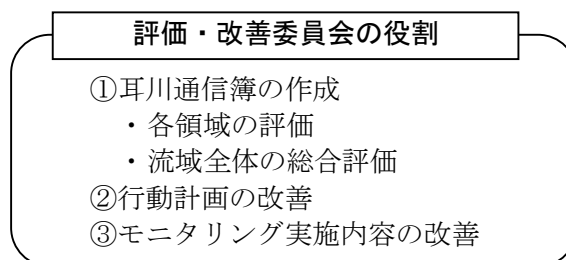 評価・改善委員会の役割
①耳川通信簿の作成
・各領域の評価
・流域全体の総合評価
②行動計画の改善
③モニタリング実施内容の改善